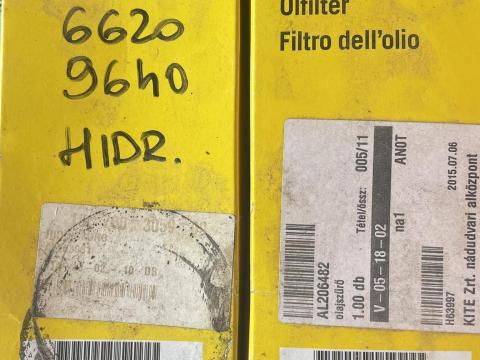 6620
9640
HIDR.
Ölfilter
Filtro dell'olio
AL206482
olajszűrő
1.00 db
Tétel/össz:
005/11
V-05-18-02
na1
AN0T
H63997
2015.07.06
KITE Zrt. nádudvari alközpont